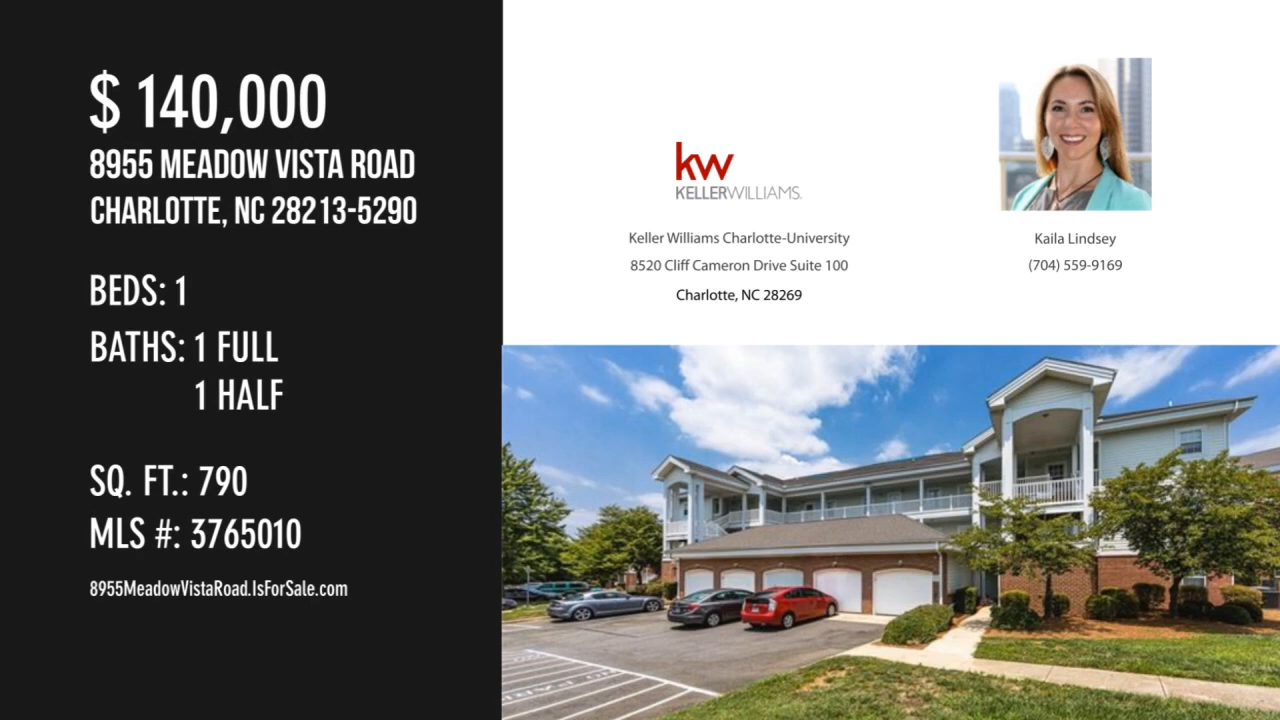 $ 140,000
8955 MEADOW VISTA ROAD
CHARLOTTE, NC 28213-5290
BEDS: 1
BATHS: 1 FULL
1 HALF
SQ. FT.: 790
MLS #: 3765010
8955MeadowVistaRoad.IsForSale.com
kw
KELLERWILLIAMS.
Keller Williams Charlotte-University
8520 Cliff Cameron Drive Suite 100
Charlotte, NC 28269
Kaila Lindsey
(704) 559-9169